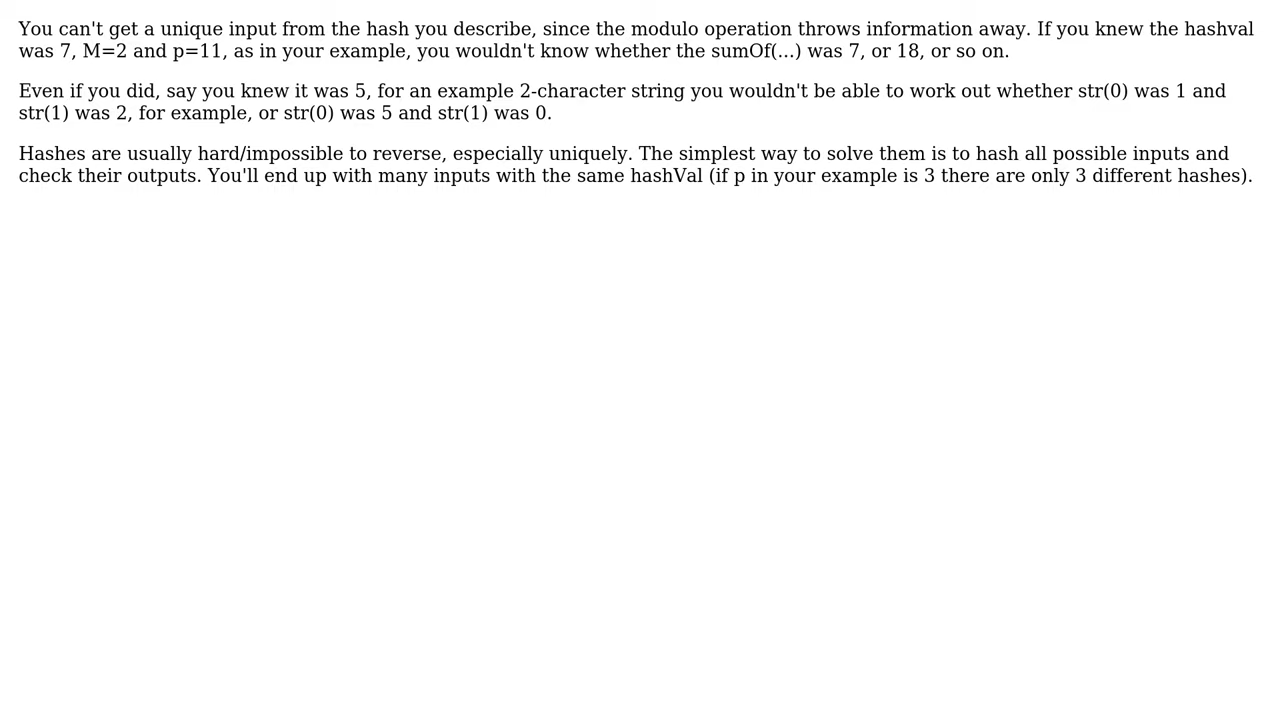 You can't get a unique input from the hash you describe, since the modulo operation throws information away. If you knew the hashval
was 7, M=2 and p=11, as in your example, you wouldn't know whether the sumOf(...) was 7, or 18, or so on.
Even if you did, say you knew it was 5, for an example 2-character string you wouldn't be able to work out whether str(0) was 1 and
str(1) was 2, for example, or str(0) was 5 and str(1) was 0.
Hashes are usually hard/impossible to reverse, especially uniquely. The simplest way to solve them is to hash all possible inputs and
check their outputs. You'll end up with many inputs with the same hashVal (if p in your example is 3 there are only 3 different hashes).